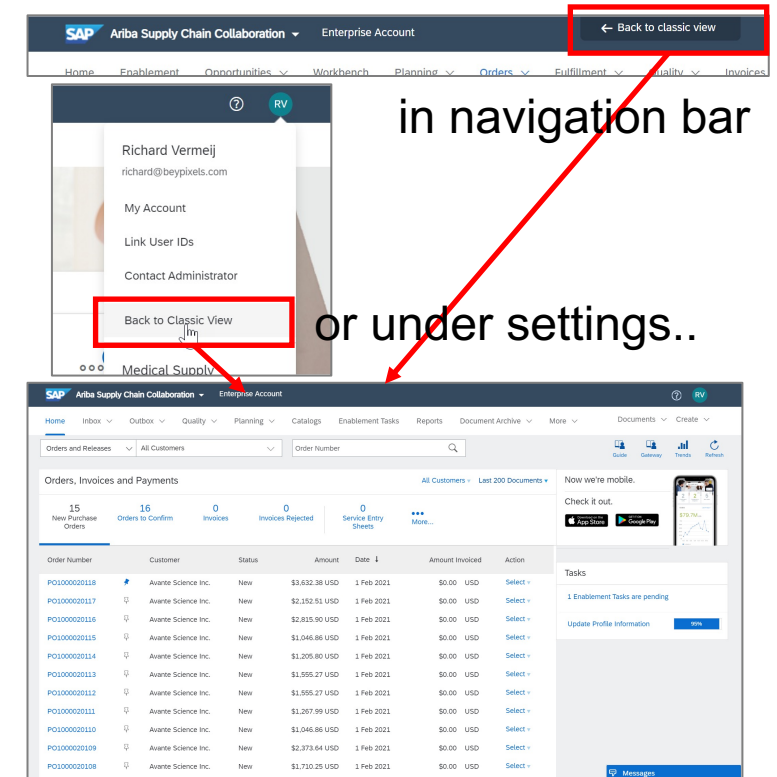 SAP Ariba Supply Chain Collaboration Enterprise Account ← Back to classic view
Home Enablement Opportunities Workbench Planning Orders Fulfillment Quality Invoices
in navigation bar
RV
Richard Vermeij
richard@beypixels.com
My Account
Link User IDs
Contact Administrator
Back to Classic View
Medical Supply
or under settings..
SAP Ariba Supply Chain Collaboration Enterprise Account RV
Home Inbox Outbox Quality Planning Catalogs Enablement Tasks Reports Document Archive More Documents Create
Orders and Releases All Customers Order Number Guide Gateway Trends Refresh
Orders, Invoices and Payments All Customers Last 200 Documents
15 New Purchase Orders
16 Orders to Confirm
0 Invoices
0 Invoices Rejected
0 Service Entry Sheets
More...
Now we're mobile.
Check it out.
App Store Google Play
Order Number Customer Status Amount Date ↓ Amount Invoiced Action
PO1000020118 Avante Science Inc. New $3,632.38 USD 1 Feb 2021 $0.00 USD Select
PO1000020117 Avante Science Inc. New $2,152.51 USD 1 Feb 2021 $0.00 USD Select
PO1000020116 Avante Science Inc. New $2,815.90 USD 1 Feb 2021 $0.00 USD Select
PO1000020115 Avante Science Inc. New $1,046.86 USD 1 Feb 2021 $0.00 USD Select
PO1000020114 Avante Science Inc. New $1,205.80 USD 1 Feb 2021 $0.00 USD Select
PO1000020113 Avante Science Inc. New $1,555.27 USD 1 Feb 2021 $0.00 USD Select
PO1000020112 Avante Science Inc. New $1,555.27 USD 1 Feb 2021 $0.00 USD Select
PO1000020111 Avante Science Inc. New $1,267.99 USD 1 Feb 2021 $0.00 USD Select
PO1000020110 Avante Science Inc. New $1,046.86 USD 1 Feb 2021 $0.00 USD Select
PO1000020109 Avante Science Inc. New $2,373.64 USD 1 Feb 2021 $0.00 USD Select
PO1000020108 Avante Science Inc. New $1,710.25 USD 1 Feb 2021 $0.00 USD Select
Tasks
1 Enablement Tasks are pending
Update Profile Information 95%
Messages